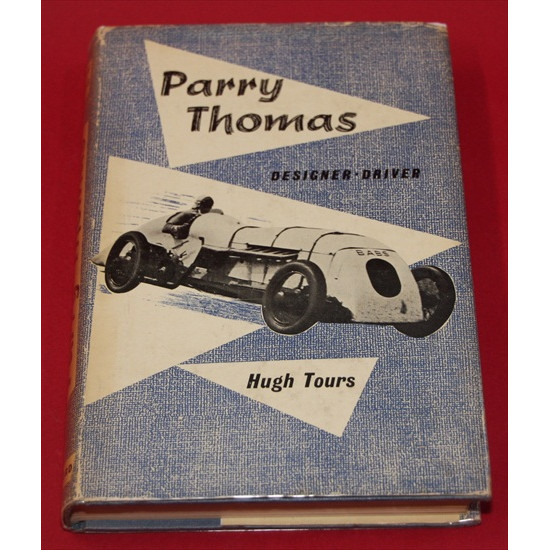 Parry
Thomas
DESIGNER · DRIVER
BABS
Hugh Tours